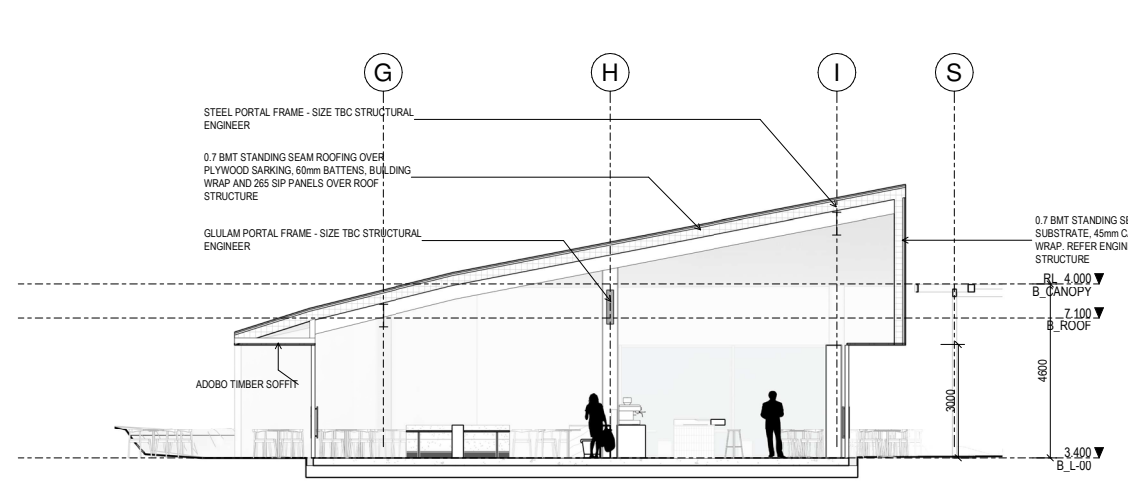 G
H
I
S
STEEL PORTAL FRAME - SIZE TBC STRUCTURAL
ENGINEER
0.7 BMT STANDING SEAM ROOFING OVER
PLYWOOD SARKING, 60mm BATTENS, BUILDING
WRAP AND 265 SIP PANELS OVER ROOF
STRUCTURE
GLULAM PORTAL FRAME - SIZE TBC STRUCTURAL
ENGINEER
0.7 BMT STANDING SE
SUBSTRATE, 45mm C
WRAP. REFER ENGIN
STRUCTURE
RL 4.000
B_CANOPY
7.100
B_ROOF
ADOBO TIMBER SOFFIT
4600
3000
3.400
B_L-00